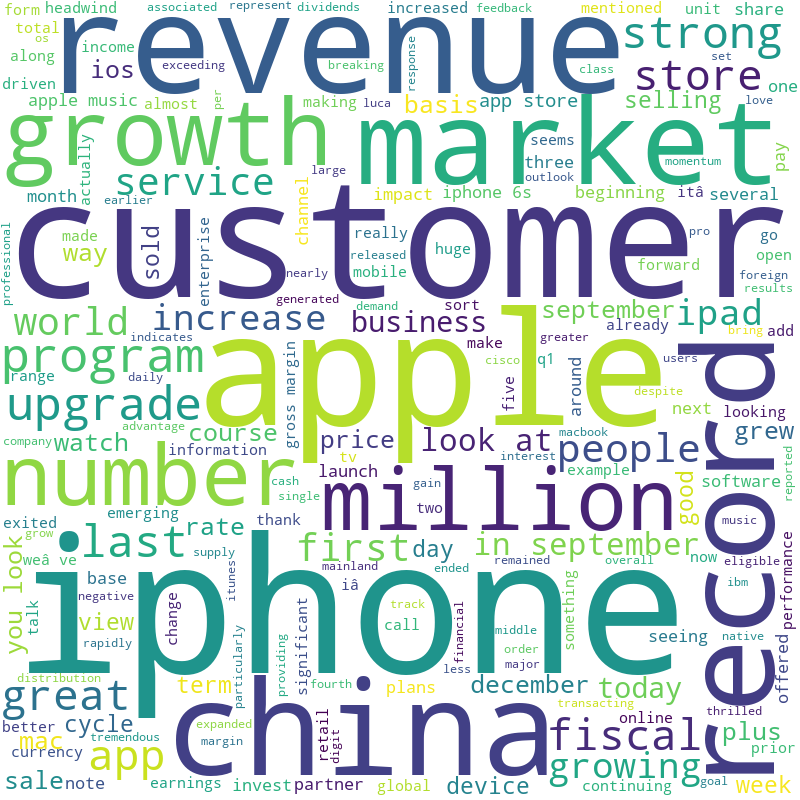 form headwind associated represent dividends increased feedback mentioned unit share
total os along income revenue strong set
ios exceeding breaking response class store one
driven apple music almost per making luca basis app store selling love
growth market seems
actually service three large outlook momentum pay
month earlier channel impact iphone 6s beginning itâ several
customer
professional made way sold enterprise really released mobile huge forward pro go open
nearly foreign results
world increase generated demand sort september ipad
indicates business make greater already bring add
program apple cisco q1 users
range daily gross margin five around despite
upgrade advantage next looking
company watch course price look at macbook people grew
information tv interest record
number launch example good software reported
cash single million gain two
exited emerging
grow last rate thank first day in september now
you look weâ ve supply mainland ended remained overall music eligible performance
base itunes iphone iâ ibm
talk negative view change track something
rapidly call financial middle seeing native
particularly providing significant order
distribution less major
great term fourth plans december today offered
transacting
better cycle expanded china online thrilled plus
mac tremendous retail digit fiscal prior
currency app margin growing
sale note earnings invest partner global device continuing goal week